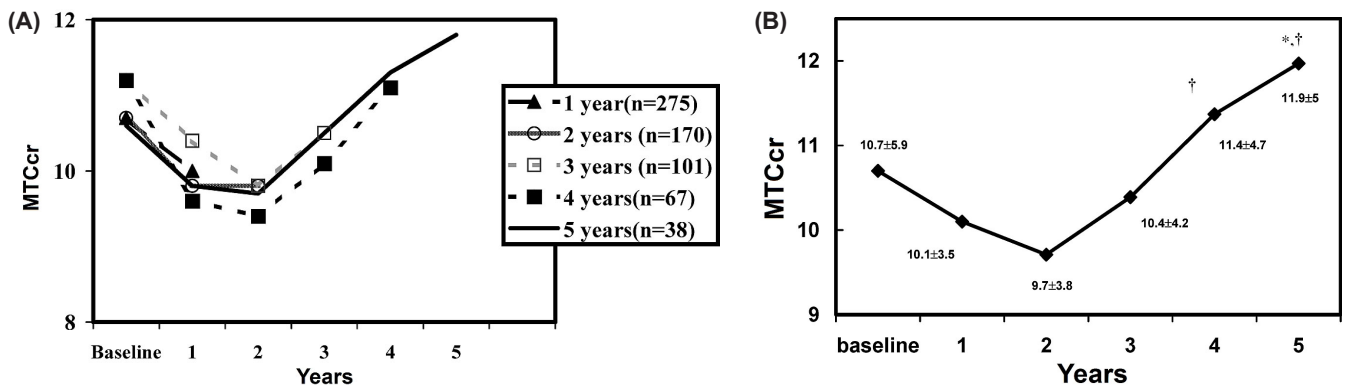 (A)
12
10
8
MTCcr
Baseline 1 2 3 4 5
Years
1 year(n=275)
2 years (n=170)
3 years (n=101)
4 years(n=67)
5 years(n=38)
(B)
12
11
10
9
MTCcr
10.7±5.9
10.1±3.5
9.7±3.8
10.4±4.2
†
11.4±4.7
*,†
11.9±5
baseline 1 2 3 4 5
Years